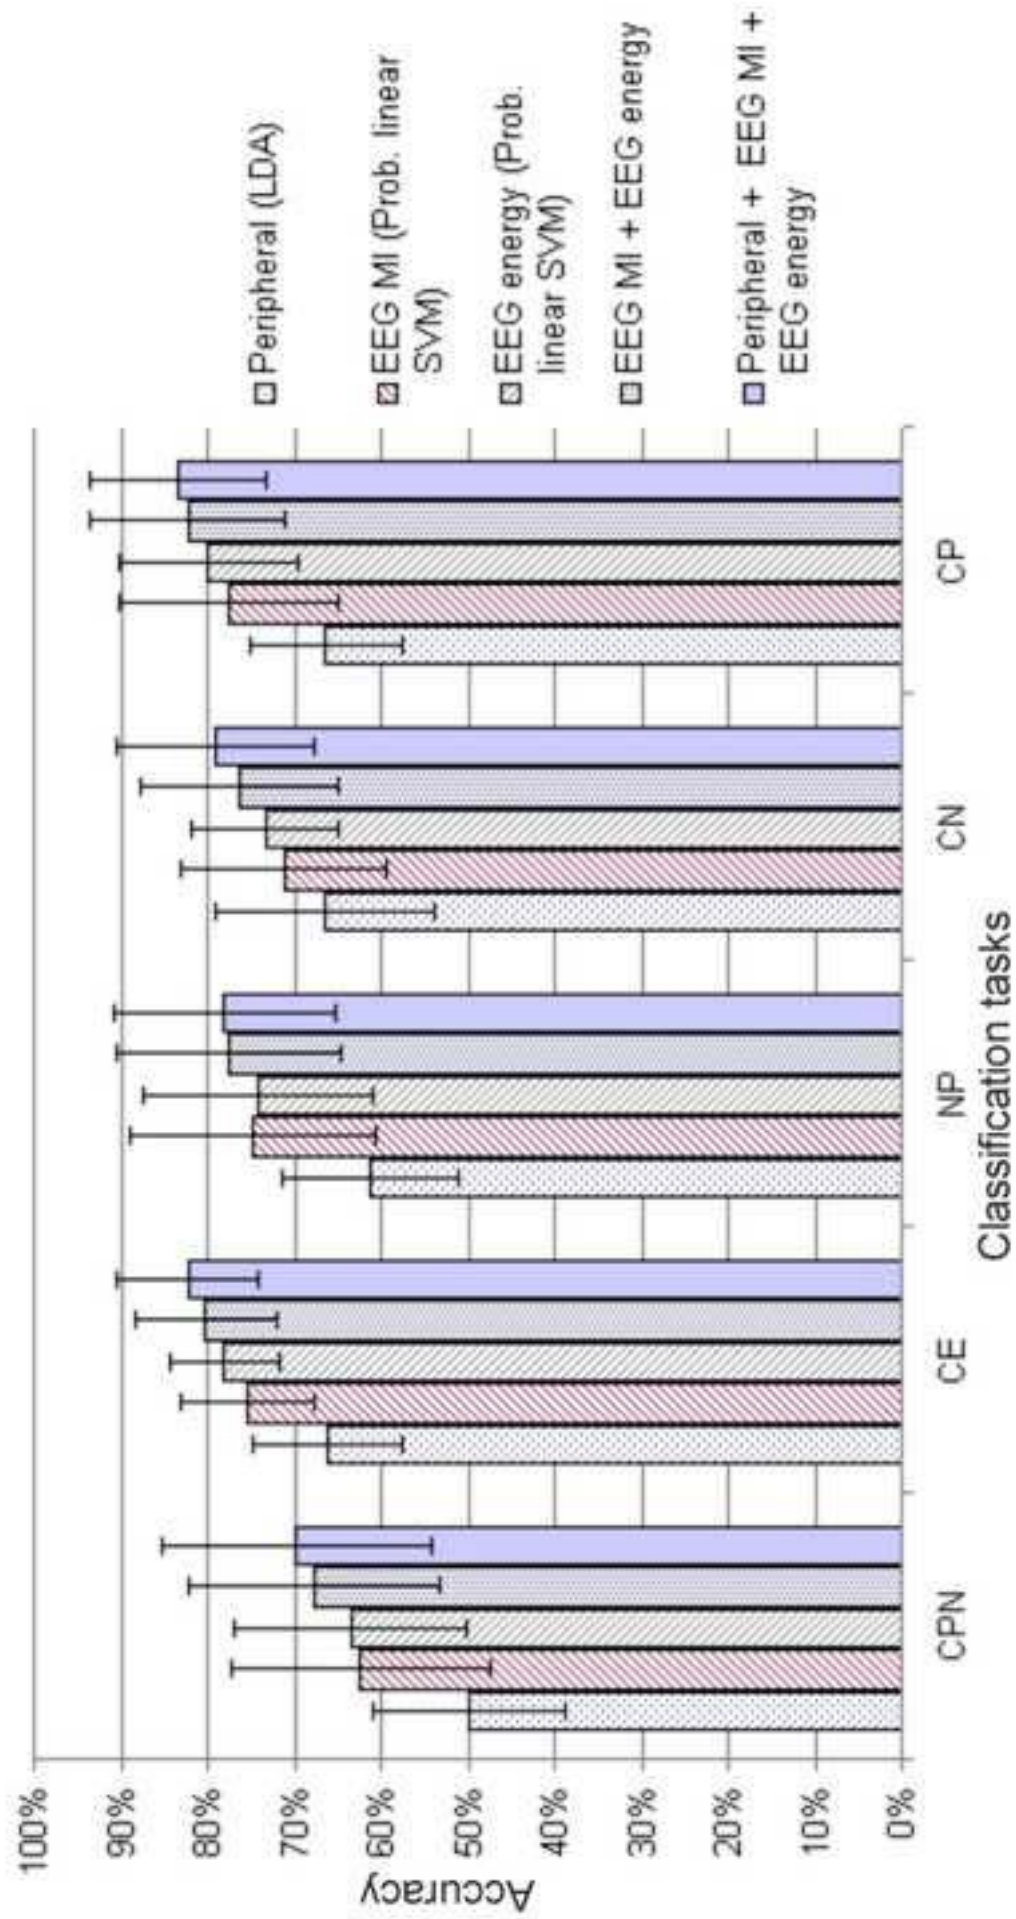 100%
90%
80%
70%
60%
50%
40%
30%
20%
10%
0%
Accuracy
CPN
CE
NP
CN
CP
Classification tasks
Peripheral (LDA)
EEG MI (Prob. linear
SVM)
EEG energy (Prob.
linear SVM)
EEG MI + EEG energy
Peripheral + EEG MI +
EEG energy